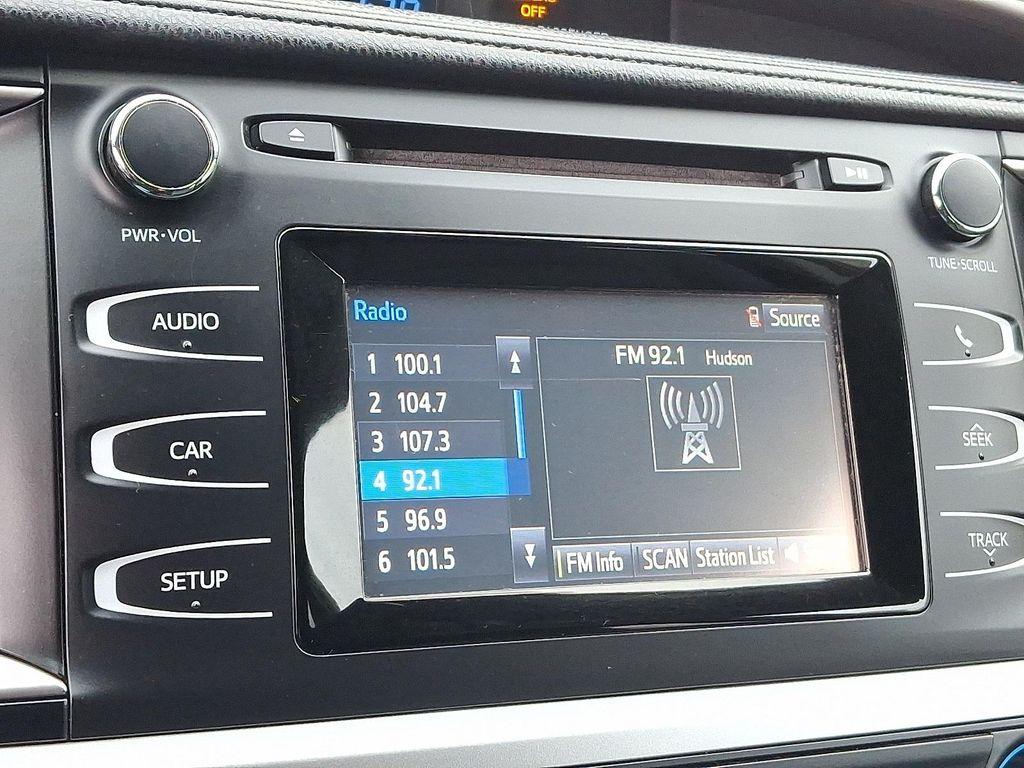 OFF
PWR•VOL
TUNE•SCROLL
AUDIO
CAR
SETUP
SEEK
TRACK
Radio
Source
1 100.1
2 104.7
3 107.3
4 92.1
5 96.9
6 101.5
FM 92.1 Hudson
FM Info
SCAN
Station List